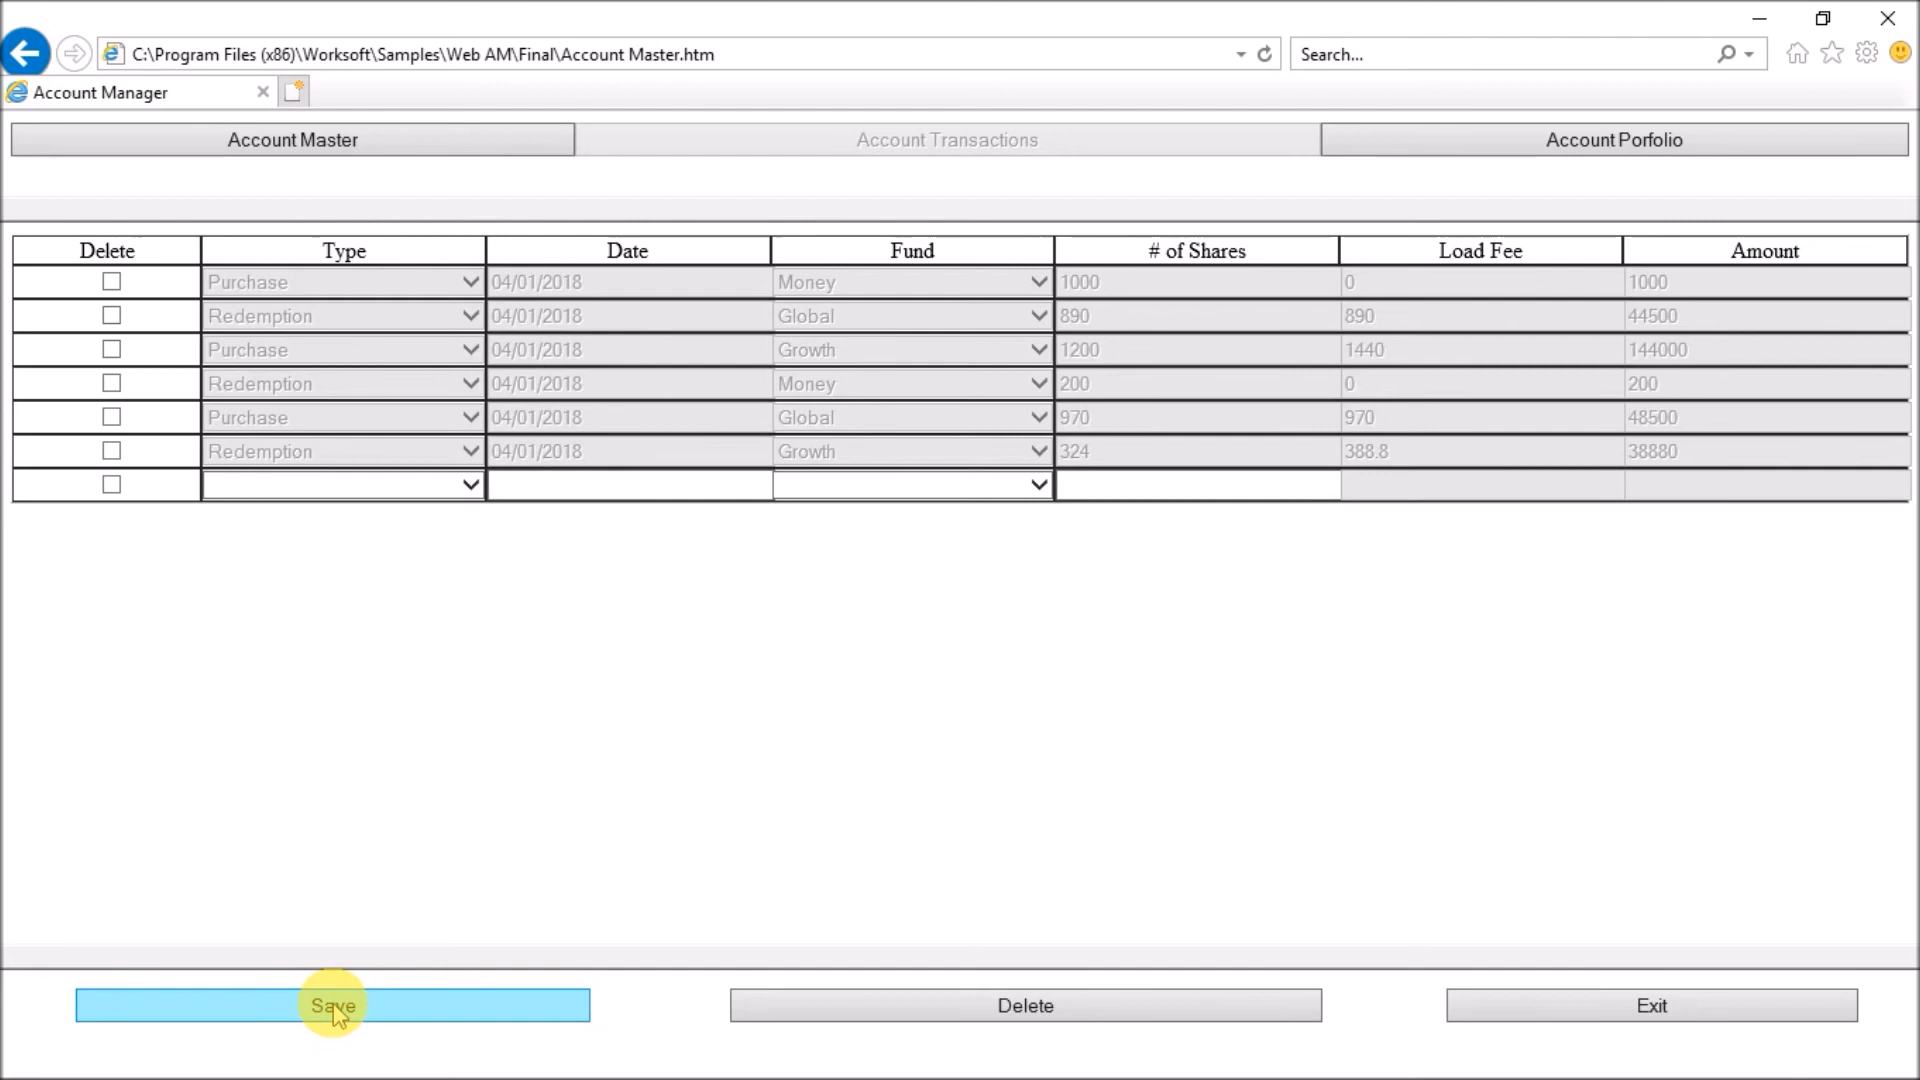 C:\Program Files (x86)\Worksoft\Samples\Web AM\Final\Account Master.htm Search...
Account Manager
Account Master Account Transactions Account Porfolio
Delete Type Date Fund # of Shares Load Fee Amount
Purchase 04/01/2018 Money 1000 0 1000
Redemption 04/01/2018 Global 890 890 44500
Purchase 04/01/2018 Growth 1200 1440 144000
Redemption 04/01/2018 Money 200 0 200
Purchase 04/01/2018 Global 970 970 48500
Redemption 04/01/2018 Growth 324 388.8 38880
Save Delete Exit